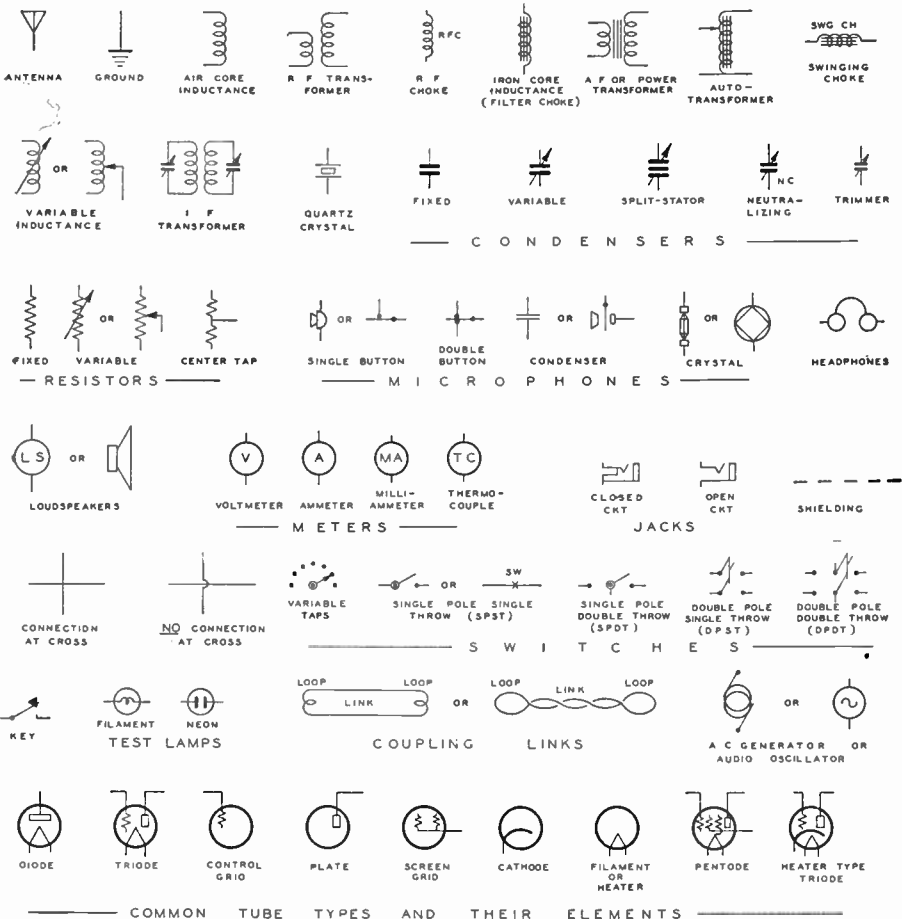 RFC
SWG CH
ANTENNA
GROUND
AIR CORE
INDUCTANCE
R F TRANS-
FORMER
R F
CHOKE
IRON CORE
INDUCTANCE
(FILTER CHOKE)
A F OR POWER
TRANSFORMER
AUTO-
TRANSFORMER
SWINGING
CHOKE
OR
VARIABLE
INDUCTANCE
I F
TRANSFORMER
QUARTZ
CRYSTAL
FIXED
VARIABLE
SPLIT-STATOR
NC
NEUTRA-
LIZING
TRIMMER
CONDENSERS
OR
FIXED
VARIABLE
CENTER TAP
RESISTORS
OR
SINGLE BUTTON
DOUBLE
BUTTON
OR
CONDENSER
OR
CRYSTAL
MICROPHONES
HEADPHONES
LS
OR
LOUDSPEAKERS
V
A
MA
TC
VOLTMETER
AMMETER
MILLI-
AMMETER
THERMO-
COUPLE
METERS
CLOSED
CKT
OPEN
CKT
JACKS
SHIELDING
CONNECTION
AT CROSS
NO CONNECTION
AT CROSS
VARIABLE
TAPS
OR
SW
SINGLE POLE SINGLE
THROW (SPST)
SINGLE POLE
DOUBLE THROW
(SPDT)
DOUBLE POLE
SINGLE THROW
(DPST)
DOUBLE POLE
DOUBLE THROW
(DPDT)
SWITCHES
KEY
FILAMENT
NEON
TEST LAMPS
LOOP
LOOP
LINK
OR
LOOP
LINK
LOOP
COUPLING LINKS
OR
A C GENERATOR OR
AUDIO OSCILLATOR
DIODE
TRIODE
CONTROL
GRID
PLATE
SCREEN
GRID
CATHODE
FILAMENT
OR
HEATER
PENTODE
HEATER TYPE
TRIODE
COMMON TUBE TYPES AND THEIR ELEMENTS